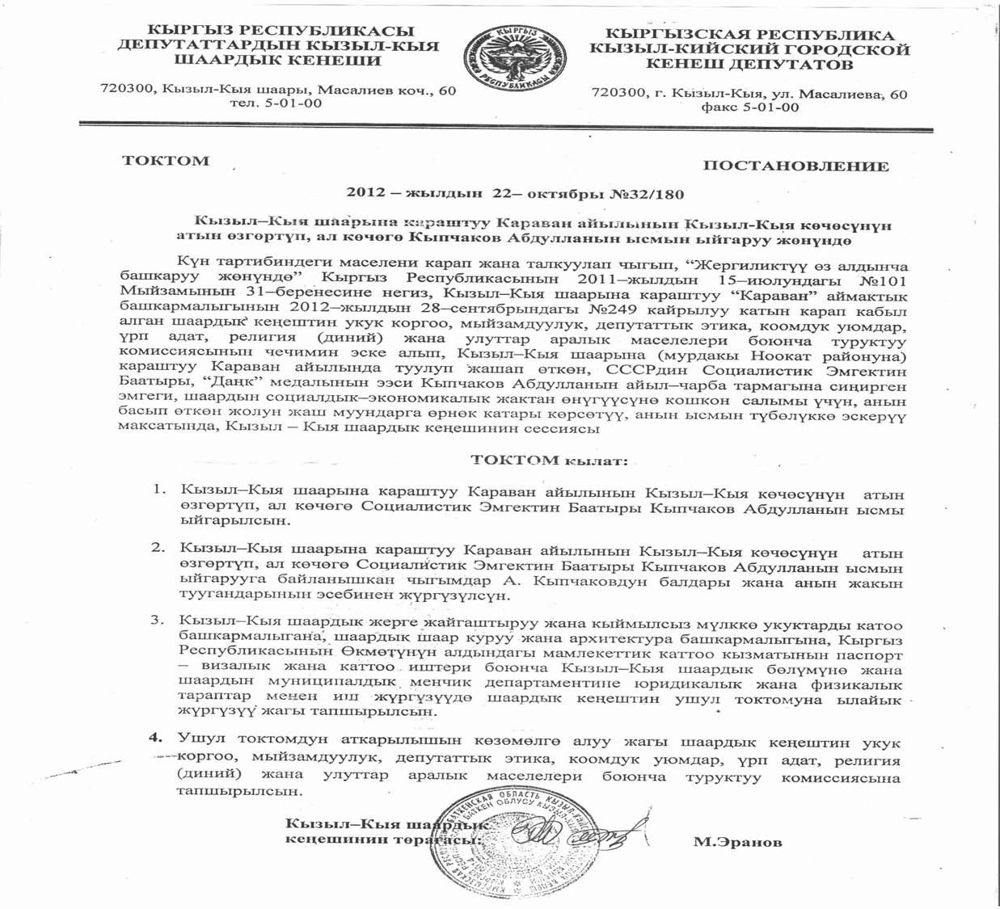 КЫРГЫЗ РЕСПУБЛИКАСЫ
ДЕПУТАТТАРДЫН КЫЗЫЛ-КЫЯ
ШААРДЫК КЕНЕШИ
720300, Кызыл-Кыя шаары, Масалиев коч., 60
тел. 5-01-00
КЫРГЫЗ
РЕСПУБЛИКАСЫ
КЫРГЫЗСКАЯ РЕСПУБЛИКА
КЫЗЫЛ-КИЙСКИЙ ГОРОДСКОЙ
КЕНЕШ ДЕПУТАТОВ
720300, г. Кызыл-Кыя, ул. Масалиева, 60
факс 5-01-00
ТОКТОМ
ПОСТАНОВЛЕНИЕ
2012 – жылдын 22– октябры №32/180
Кызыл–Кыя шаарына караштуу Караван айылынын Кызыл-Кыя көчөсүнүн
атын өзгөртүп, ал көчөгө Кыпчаков Абдулланын ысмын ыйгаруу жөнүндө
Күн тартибиндеги маселени карап жана талкуулап чыгып, “Жергиликтүү өз алдынча
башкаруу жөнүндө” Кыргыз Республикасынын 2011–жылдын 15–июлундагы №101
Мыйзамынын 31–беренесине негиз, Кызыл–Кыя шаарына караштуу “Караван” аймактык
башкармалыгынын 2012–жылдын 28–сентябрындагы №249 кайрылуу катын карап кабыл
алган шаардык кеңештин укук коргоо, мыйзамдуулук, депутаттык этика, коомдук уюмдар,
үрп адат, религия (диний) жана улуттар аралык маселелери боюнча туруктуу
комиссиясынын чечимин эске алып, Кызыл–Кыя шаарына (мурдакы Ноокат районуна)
караштуу Караван айылында туулуп жашап өткөн, СССРдин Социалистик Эмгектин
Баатыры, “Даңк” медалынын ээси Кыпчаков Абдулланын айыл–чарба тармагына сиңирген
эмгеги, шаардын социалдык–экономикалык жактан өнүгүүсүнө кошкон салымы үчүн, анын
басып өткөн жолун жаш муундарга өрнөк катары көрсөтүү, анын ысмын түбөлүккө эскерүү
максатында, Кызыл – Кыя шаардык кеңешинин сессиясы
ТОКТОМ кылат:
1. Кызыл–Кыя шаарына караштуу Караван айылынын Кызыл–Кыя көчөсүнүн атын
өзгөртүп, ал көчөгө Социалистик Эмгектин Баатыры Кыпчаков Абдулланын ысмы
ыйгарылсын.
2. Кызыл–Кыя шаарына караштуу Караван айылынын Кызыл–Кыя көчөсүнүн атын
өзгөртүп, ал көчөгө Социалистик Эмгектин Баатыры Кыпчаков Абдулланын ысмын
ыйгарууга байланышкан чыгымдар А. Кыпчаковдун балдары жана анын жакын
туугандарынын эсебинен жүргүзүлсүн.
3. Кызыл–Кыя шаардык жерге жайгаштыруу жана кыймылсыз мүлккө укуктарды катоо
башкармалыгана, шаардык шаар куруу жана архитектура башкармалыгына, Кыргыз
Республикасынын Өкмөтүнүн алдындагы мамлекеттик каттоо кызматынын паспорт
– визалык жана каттоо иштери боюнча Кызыл–Кыя шаардык бөлүмүнө жана
шаардын муниципалдык менчик департаментине юридикалык жана физикалык
тараптар менен иш жүргүзүүдө шаардык кеңештин ушул токтомуна ылайык
жүргүзүү жагы тапшырылсын.
4. Ушул токтомдун аткарылышын көзөмөлгө алуу жагы шаардык кеңештин укук
коргоо, мыйзамдуулук, депутаттык этика, коомдук уюмдар, үрп адат, религия
(диний) жана улуттар аралык маселелери боюнча туруктуу комиссиясына
тапшырылсын.
Кызыл–Кыя шаардык
кеңешинин төрагасы:
М.Эранов